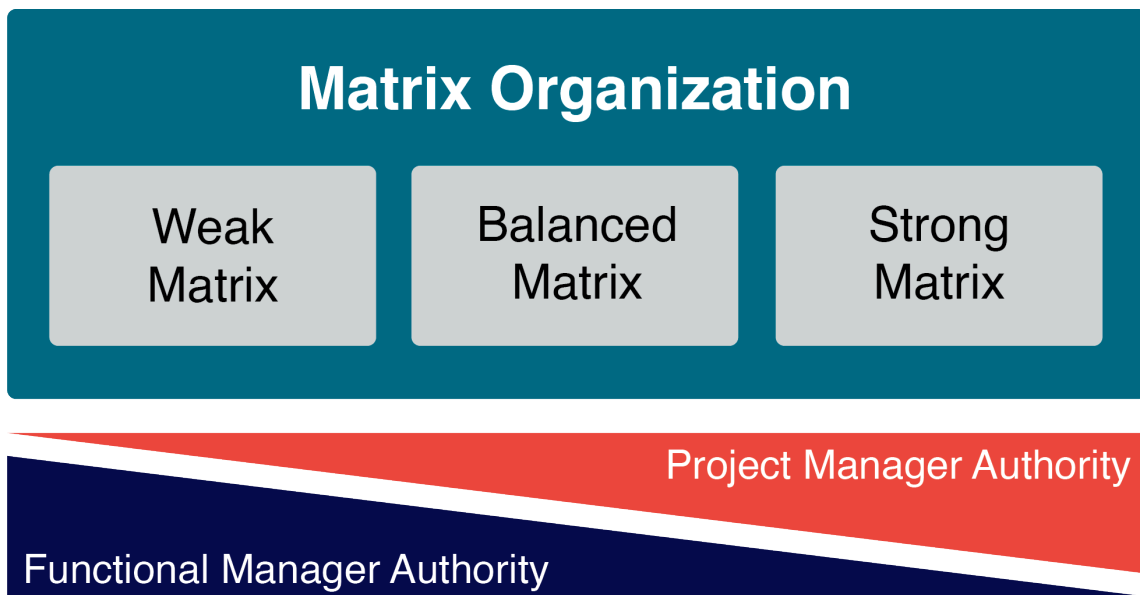 Matrix Organization
Weak
Matrix
Balanced
Matrix
Strong
Matrix
Project Manager Authority
Functional Manager Authority